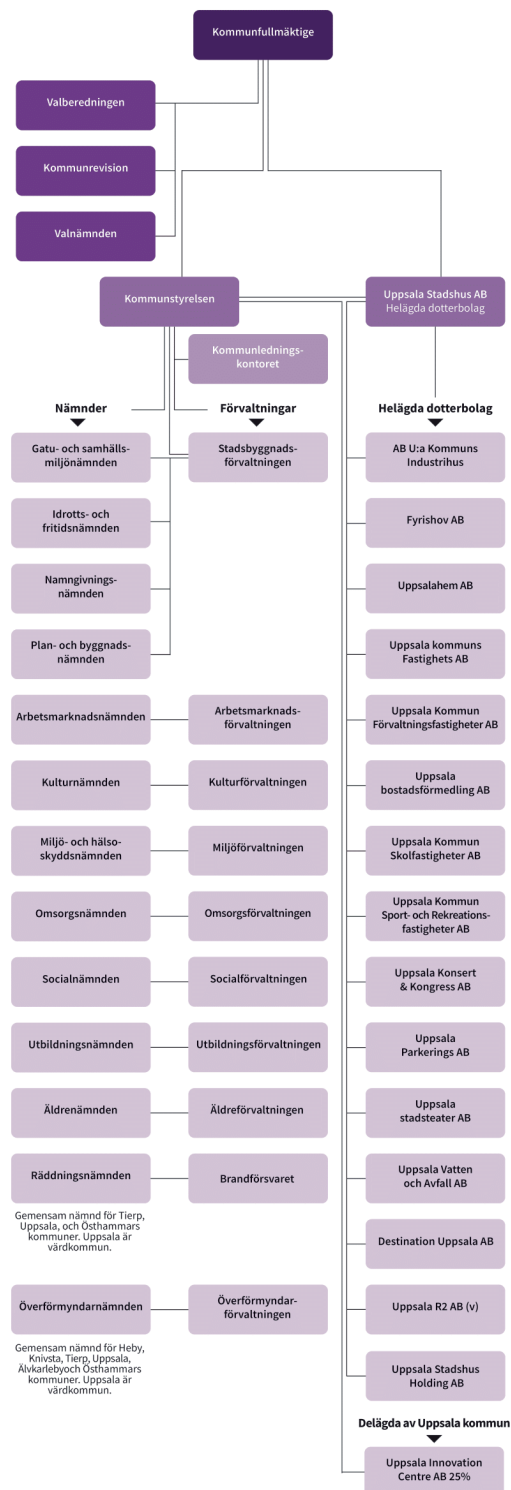 Kommunfullmäktige
Valberedningen
Kommunrevision
Valnämnden
Kommunstyrelsen
Uppsala Stadshus AB
Helägda dotterbolag
Kommunlednings-
kontoret
Nämnder
Förvaltningar
Helägda dotterbolag
Gatu- och samhälls-
miljönämnden
Stadsbyggnads-
förvaltningen
AB U:a Kommuns
Industrihus
Idrotts- och
fritidsnämnden
Fyrishov AB
Namngivnings-
nämnden
Uppsalahem AB
Plan- och byggnads-
nämnden
Uppsala kommuns
Fastighets AB
Arbetsmarknadsnämnden
Arbetsmarknads-
förvaltningen
Uppsala Kommun
Förvaltningsfastigheter AB
Kulturnämnden
Kulturförvaltningen
Uppsala
bostadsförmedling AB
Miljö- och hälso-
skyddsnämnden
Miljöförvaltningen
Uppsala Kommun
Skolfastigheter AB
Omsorgsnämnden
Omsorgsförvaltningen
Uppsala Kommun
Sport- och Rekreations-
fastigheter AB
Socialnämnden
Socialförvaltningen
Uppsala Konsert
& Kongress AB
Utbildningsnämnden
Utbildningsförvaltningen
Uppsala
Parkerings AB
Äldrenämnden
Äldreförvaltningen
Uppsala
stadsteater AB
Räddningsnämnden
Brandförsvaret
Uppsala Vatten
och Avfall AB
Gemensam nämnd för Tierp,
Uppsala, och Östhammars
kommuner. Uppsala är
värdkommun.
Destination Uppsala AB
Överförmyndarnämnden
Överförmyndar-
förvaltningen
Uppsala R2 AB (v)
Gemensam nämnd för Heby,
Knivsta, Tierp, Uppsala,
Älvkarlebyoch Östhammars
kommuner. Uppsala är
värdkommun.
Uppsala Stadshus
Holding AB
Delägda av Uppsala kommun
Uppsala Innovation
Centre AB 25%